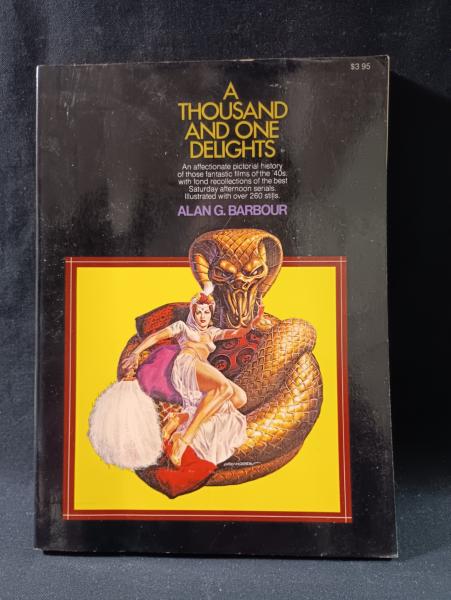 $3.95
A
THOUSAND
AND ONE
DELIGHTS
An affectionate pictorial history
of those fantastic films of the '40s:
with fond recollections of the best
Saturday afternoon serials.
Illustrated with over 260 stills.
ALAN G. BARBOUR